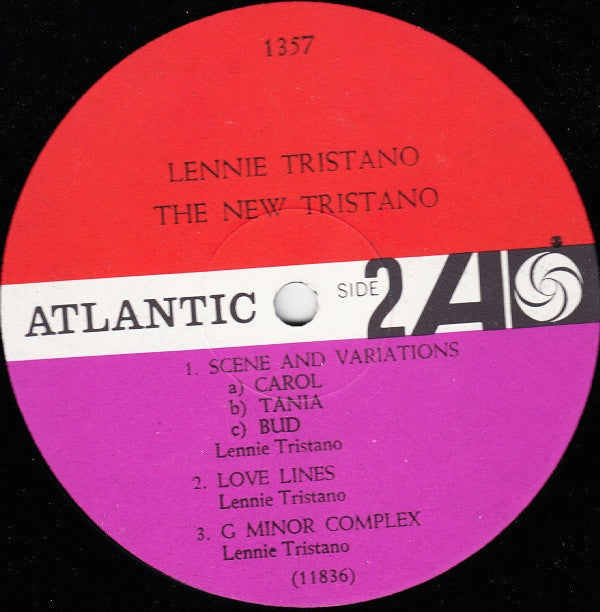 1357
LENNIE TRISTANO
THE NEW TRISTANO
ATLANTIC SIDE 2 A
1. SCENE AND VARIATIONS
a) CAROL
b) TANIA
c) BUD
Lennie Tristano
2. LOVE LINES
Lennie Tristano
3. G MINOR COMPLEX
Lennie Tristano
(11836)